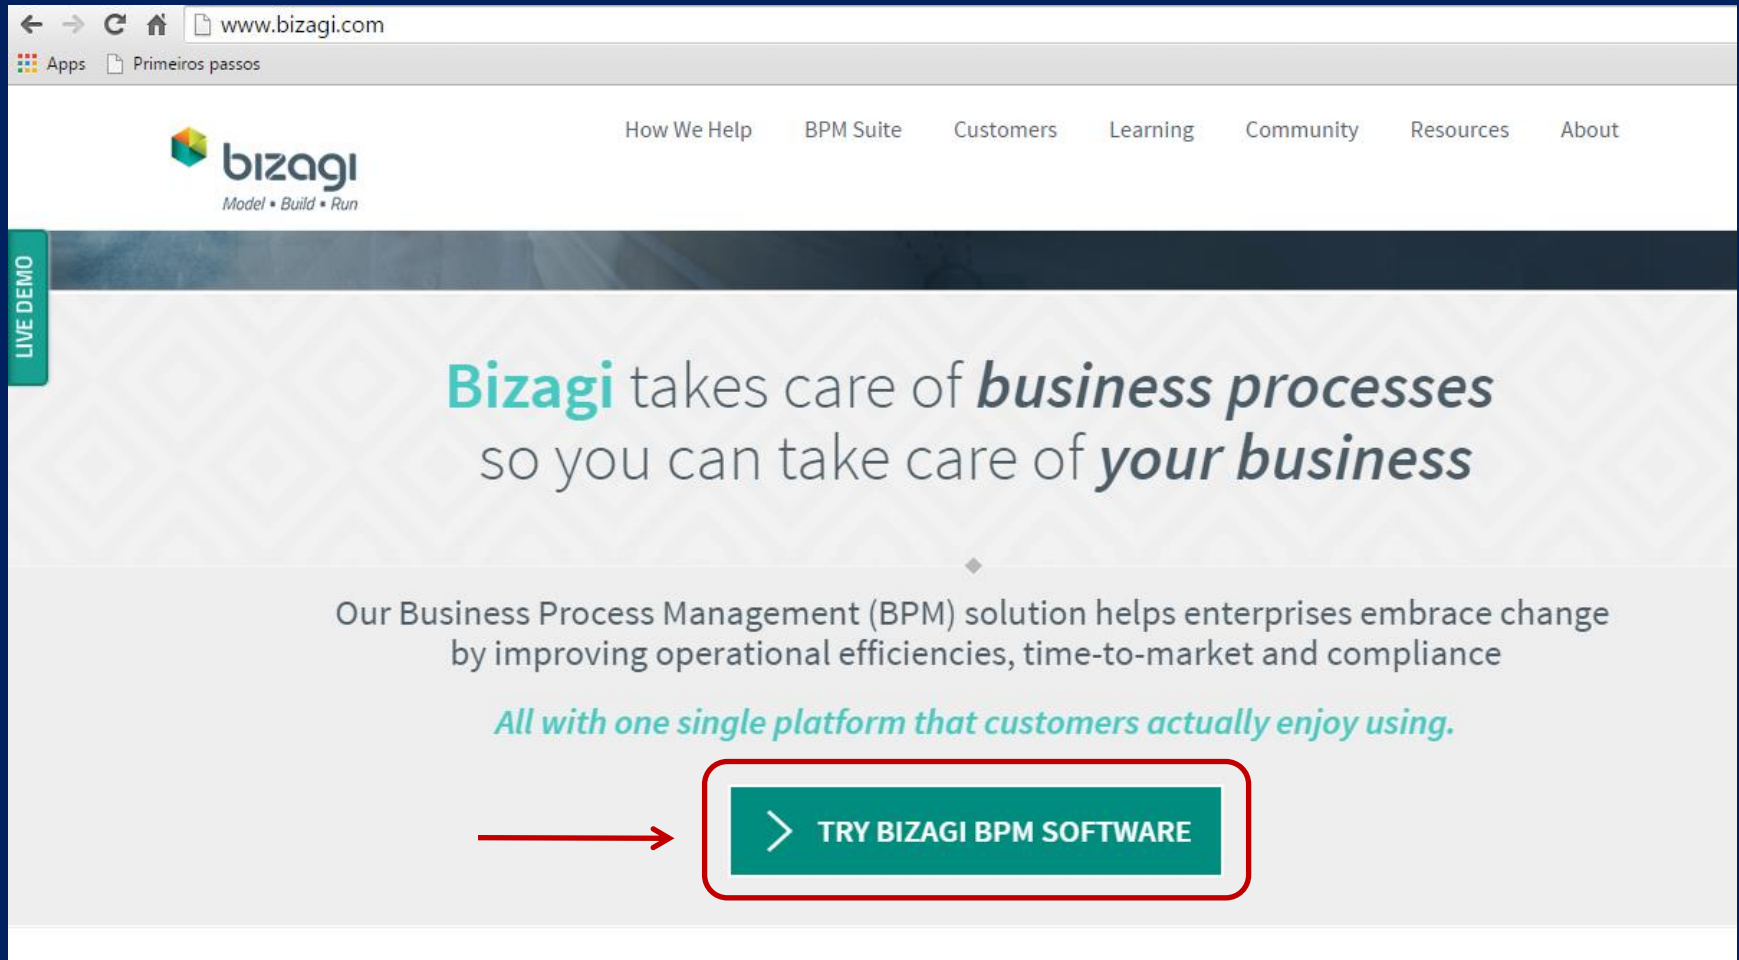 www.bizagi.com
Apps Primeiros passos
How We Help BPM Suite Customers Learning Community Resources About
bizagi
Model • Build • Run
LIVE DEMO
Bizagi takes care of business processes
so you can take care of your business
Our Business Process Management (BPM) solution helps enterprises embrace change
by improving operational efficiencies, time-to-market and compliance
All with one single platform that customers actually enjoy using.
TRY BIZAGI BPM SOFTWARE